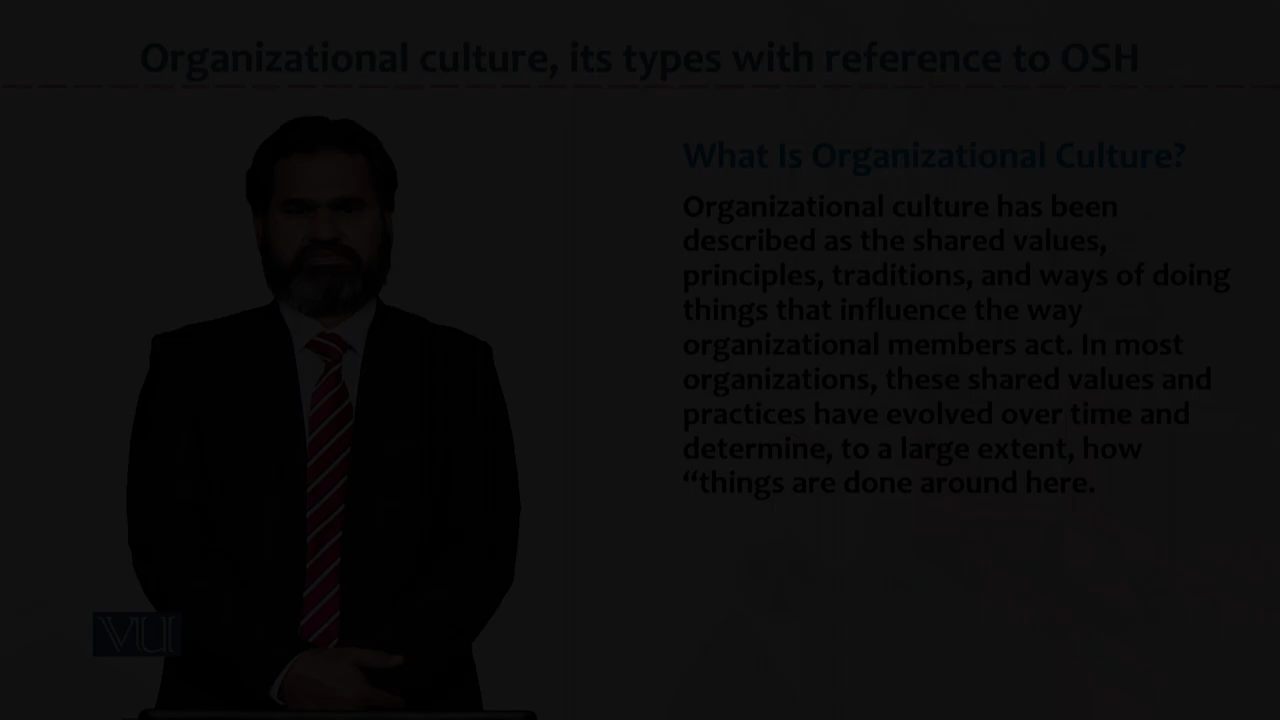 Organizational culture, its types with reference to OSH
What Is Organizational Culture?
Organizational culture has been
described as the shared values,
principles, traditions, and ways of doing
things that influence the way
organizational members act. In most
organizations, these shared values and
practices have evolved over time and
determine, to a large extent, how
“things are done around here.
VU